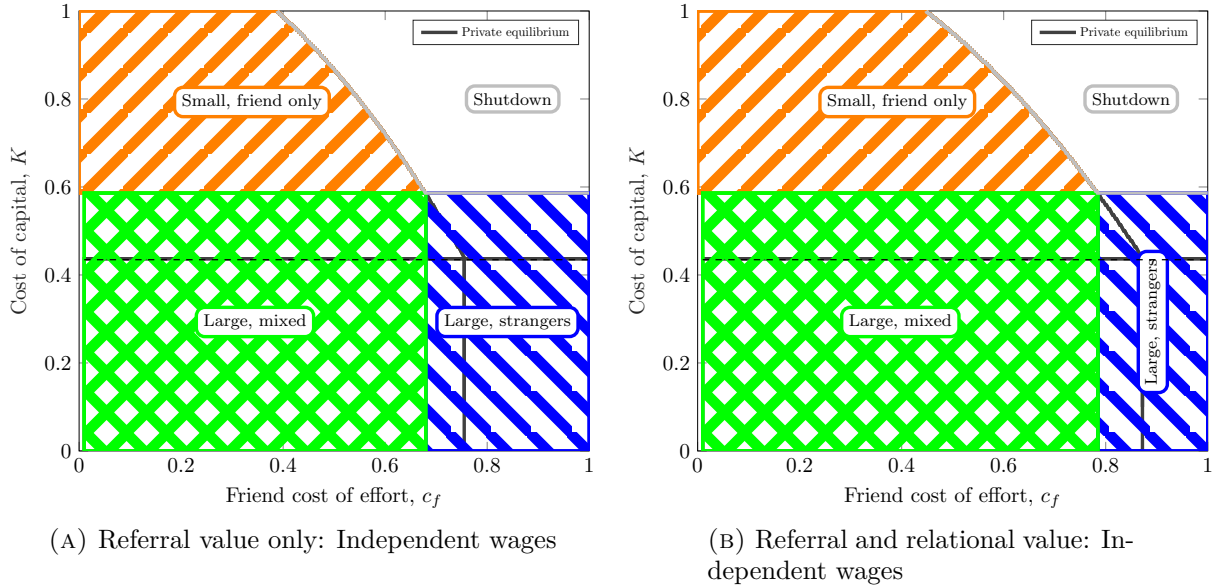 1
0.8
0.6
0.4
0.2
0
0
0.2
0.4
0.6
0.8
1
Cost of capital, K
Friend cost of effort, c_f
Private equilibrium
Small, friend only
Shutdown
Large, mixed
Large, strangers
(A) Referral value only: Independent wages
1
0.8
0.6
0.4
0.2
0
0
0.2
0.4
0.6
0.8
1
Cost of capital, K
Friend cost of effort, c_f
Private equilibrium
Small, friend only
Shutdown
Large, mixed
Large, strangers
(B) Referral and relational value: In-
dependent wages